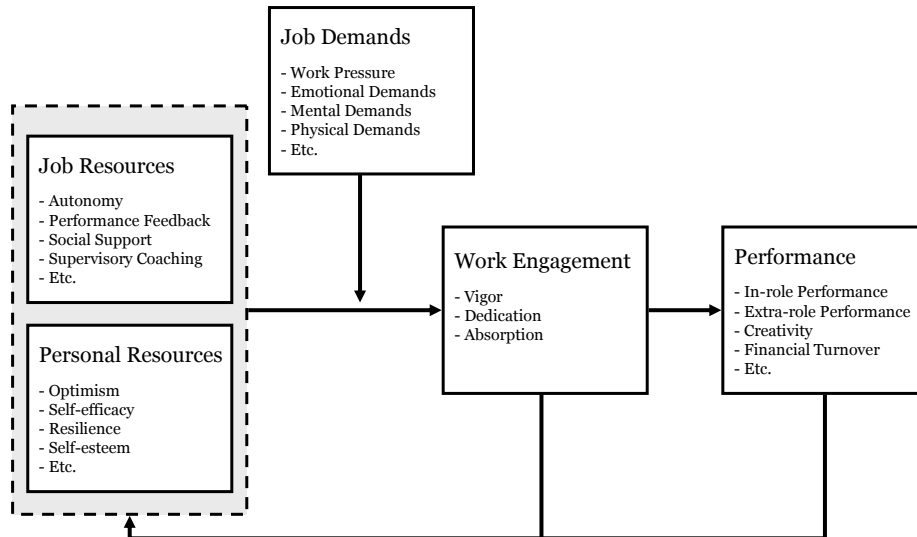 Job Demands
- Work Pressure
- Emotional Demands
- Mental Demands
- Physical Demands
- Etc.
Job Resources
- Autonomy
- Performance Feedback
- Social Support
- Supervisory Coaching
- Etc.
Personal Resources
- Optimism
- Self-efficacy
- Resilience
- Self-esteem
- Etc.
Work Engagement
- Vigor
- Dedication
- Absorption
Performance
- In-role Performance
- Extra-role Performance
- Creativity
- Financial Turnover
- Etc.